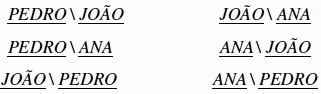 PEDRO \ JOÃO JOÃO \ ANA
PEDRO \ ANA ANA \ JOÃO
JOÃO \ PEDRO ANA \ PEDRO